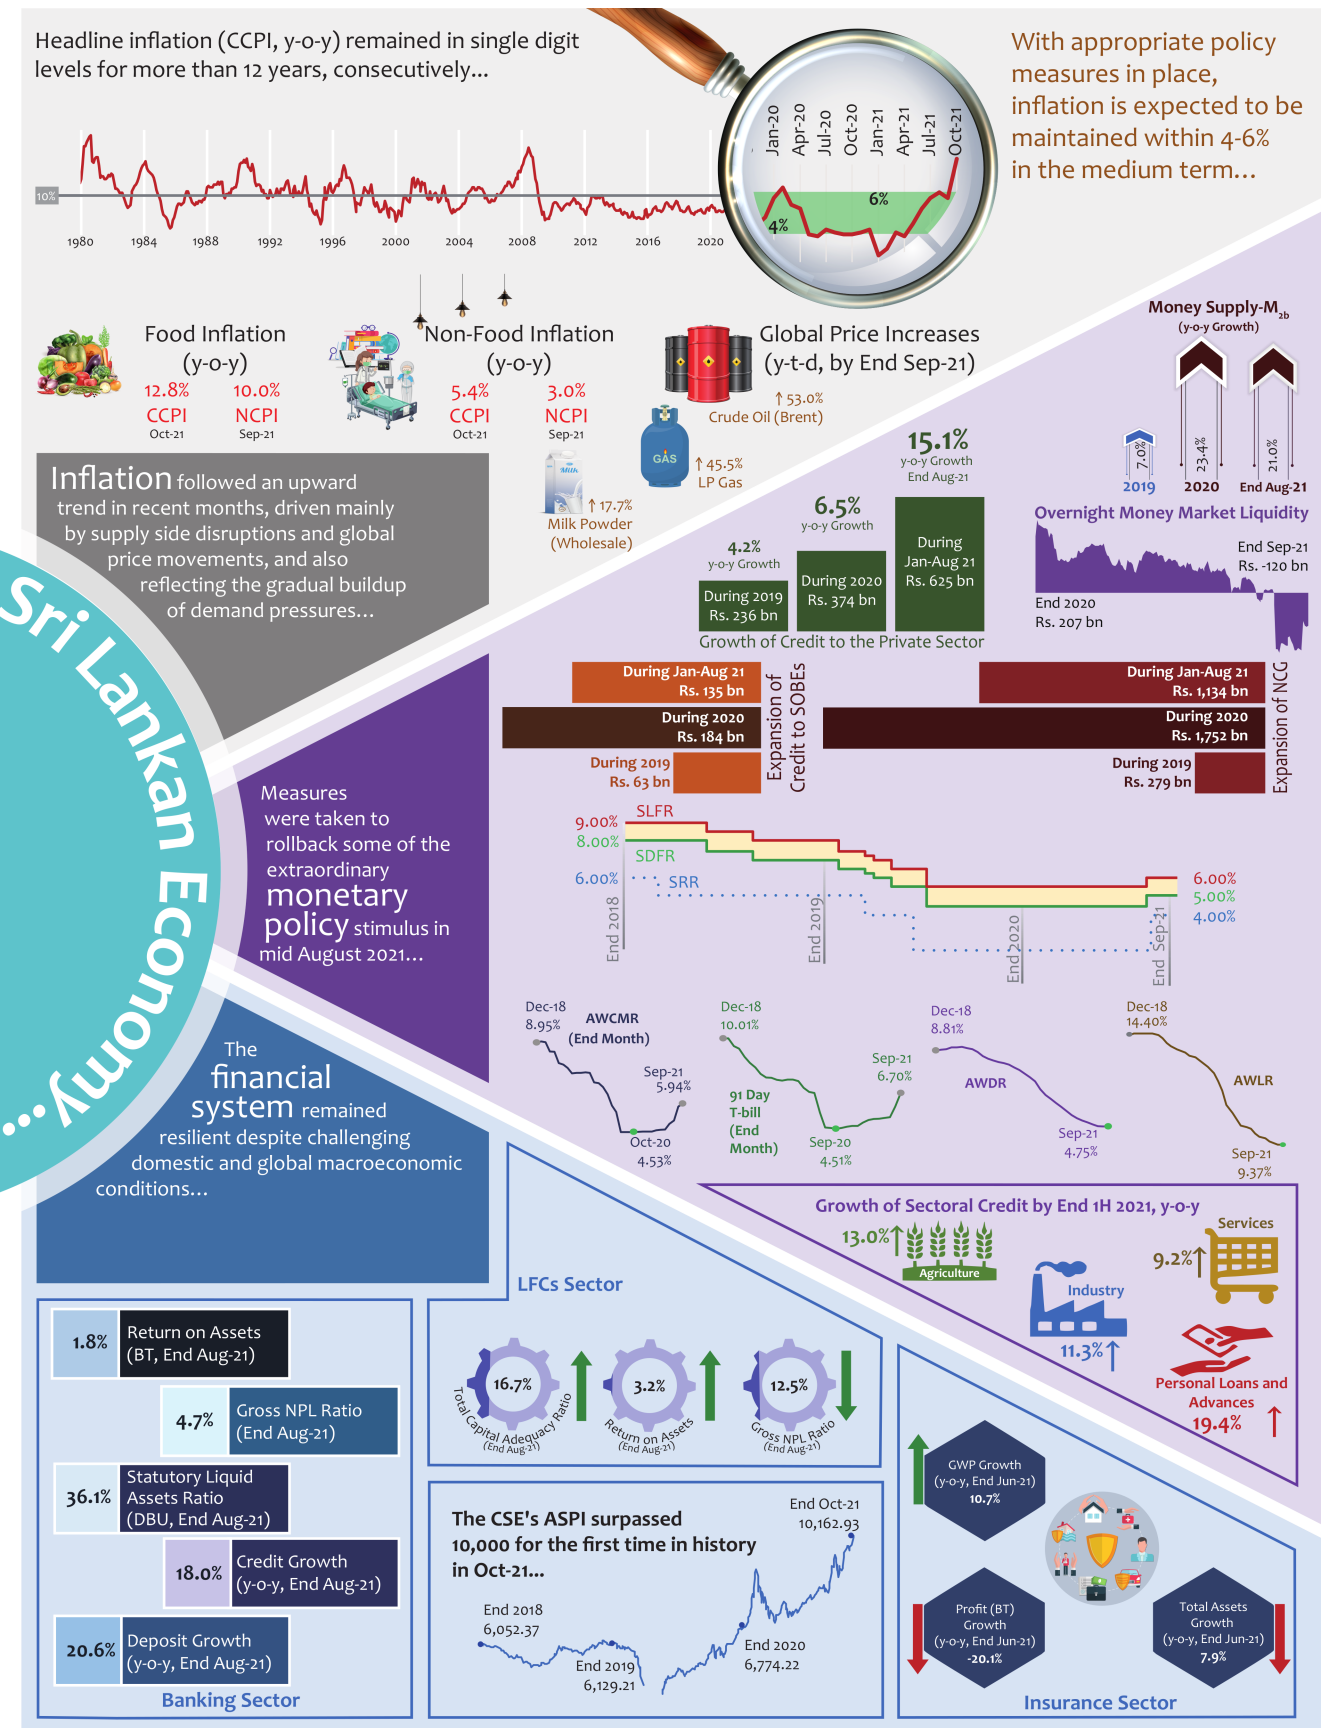 Headline inflation (CCPI, y-o-y) remained in single digit
levels for more than 12 years, consecutively...
10%
1980 1984 1988 1992 1996 2000 2004 2008 2012 2016 2020
Jan-20
Apr-20
Jul-20
Oct-20
Jan-21
Apr-21
Jul-21
Oct-21
6%
4%
With appropriate policy
measures in place,
inflation is expected to be
maintained within 4-6%
in the medium term...
Food Inflation
(y-o-y)
12.8% 10.0%
CCPI NCPI
Oct-21 Sep-21
Non-Food Inflation
(y-o-y)
5.4% 3.0%
CCPI NCPI
Oct-21 Sep-21
Global Price Increases
(y-t-d, by End Sep-21)
↑ 53.0%
Crude Oil (Brent)
GAS
↑ 45.5%
LP Gas
Milk
↑ 17.7%
Milk Powder
(Wholesale)
Inflation followed an upward
trend in recent months, driven mainly
by supply side disruptions and global
price movements, and also
reflecting the gradual buildup
of demand pressures...
Sri Lankan Economy...
Money Supply-M2b
(y-o-y Growth)
7.0%
23.4%
21.0%
2019 2020 End Aug-21
Overnight Money Market Liquidity
End Sep-21
Rs. -120 bn
End 2020
Rs. 207 bn
4.2%
y-o-y Growth
During 2019
Rs. 236 bn
6.5%
y-o-y Growth
During 2020
Rs. 374 bn
15.1%
y-o-y Growth
End Aug-21
During
Jan-Aug 21
Rs. 625 bn
Growth of Credit to the Private Sector
During Jan-Aug 21
Rs. 135 bn
During 2020
Rs. 184 bn
During 2019
Rs. 63 bn
Expansion of
Credit to SOBEs
During Jan-Aug 21
Rs. 1,134 bn
During 2020
Rs. 1,752 bn
During 2019
Rs. 279 bn
Expansion of NCG
Measures
were taken to
rollback some of the
extraordinary
monetary
policy stimulus in
mid August 2021...
9.00% SLFR
8.00%
SDFR
6.00% SRR
6.00%
5.00%
4.00%
End 2018
End 2019
End 2020
End Sep-21
Dec-18
8.95%
AWCMR
(End Month)
Sep-21
5.94%
Oct-20
4.53%
Dec-18
10.01%
Sep-21
6.70%
91 Day
T-bill
(End
Month)
Sep-20
4.51%
Dec-18
8.81%
AWDR
Sep-21
4.75%
Dec-18
14.40%
AWLR
Sep-21
9.37%
The
financial
system remained
resilient despite challenging
domestic and global macroeconomic
conditions...
Growth of Sectoral Credit by End 1H 2021, y-o-y
13.0%↑
Agriculture
Services
9.2%↑
Industry
11.3%↑
Personal Loans and
Advances
19.4% ↑
1.8% Return on Assets
(BT, End Aug-21)
4.7% Gross NPL Ratio
(End Aug-21)
36.1% Statutory Liquid
Assets Ratio
(DBU, End Aug-21)
18.0% Credit Growth
(y-o-y, End Aug-21)
20.6% Deposit Growth
(y-o-y, End Aug-21)
Banking Sector
LFCs Sector
16.7%
Total Capital Adequacy Ratio
(End Aug-21)
3.2%
Return on Assets
(End Aug-21)
12.5%
Gross NPL Ratio
(End Aug-21)
The CSE's ASPI surpassed
10,000 for the first time in history
in Oct-21...
End Oct-21
10,162.93
End 2018
6,052.37
End 2019
6,129.21
End 2020
6,774.22
GWP Growth
(y-o-y, End Jun-21)
10.7%
Profit (BT)
Growth
(y-o-y, End Jun-21)
-20.1%
Total Assets
Growth
(y-o-y, End Jun-21)
7.9%
Insurance Sector